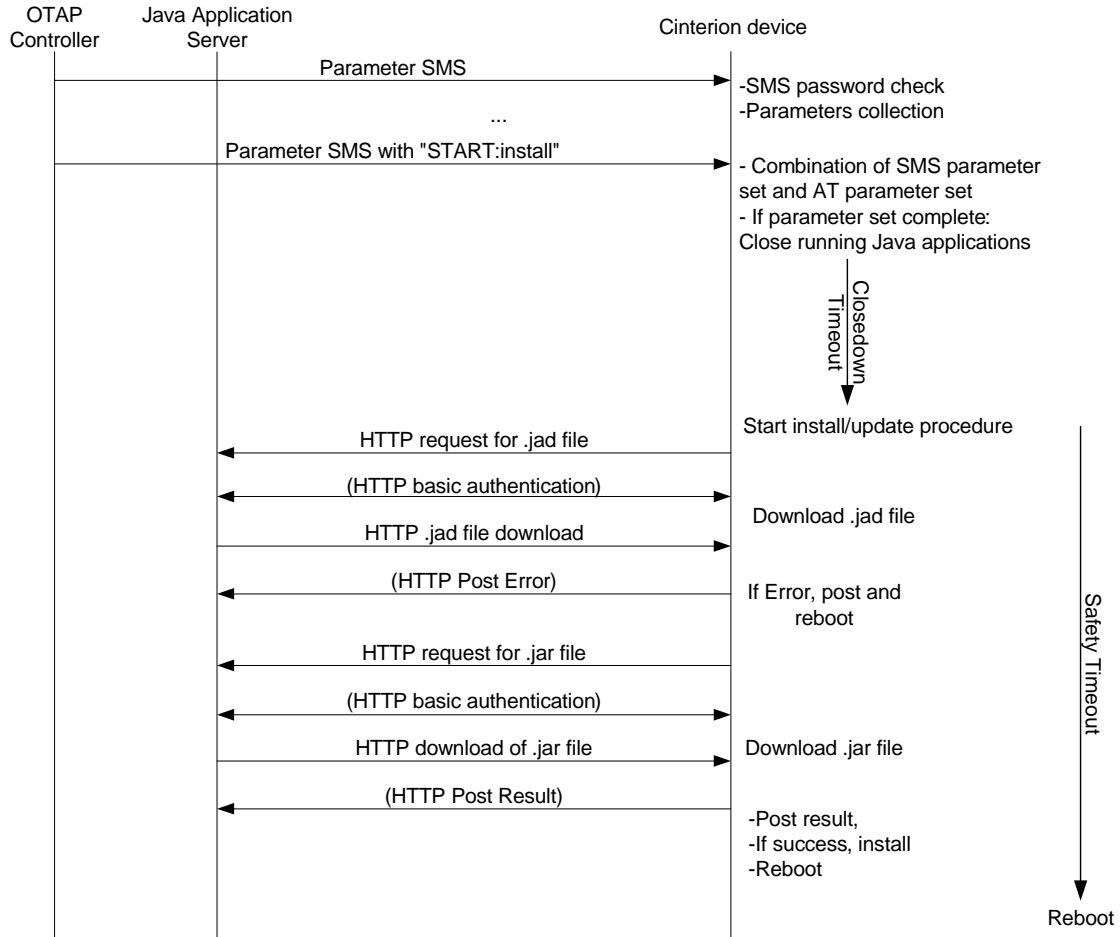 OTAP
Controller
Java Application
Server
Cinterion device
Parameter SMS
-SMS password check
-Parameters collection
...
Parameter SMS with "START:install"
- Combination of SMS parameter
set and AT parameter set
- If parameter set complete:
Close running Java applications
Closedown
Timeout
Start install/update procedure
HTTP request for .jad file
(HTTP basic authentication)
Download .jad file
HTTP .jad file download
(HTTP Post Error)
If Error, post and
reboot
Safety Timeout
HTTP request for .jar file
(HTTP basic authentication)
HTTP download of .jar file
Download .jar file
(HTTP Post Result)
-Post result,
-If success, install
-Reboot
Reboot